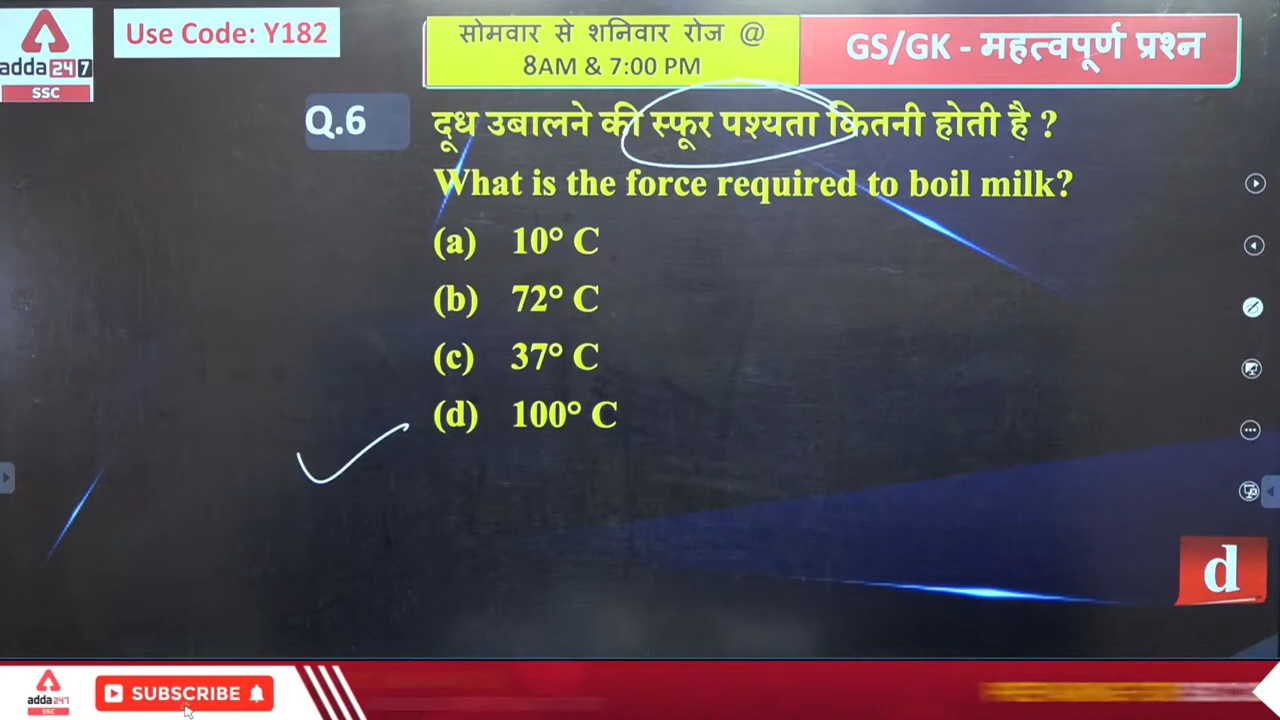 adda 247
SSC
Use Code: Y182
सोमवार से शनिवार रोज @
8AM & 7:00 PM
GS/GK - महत्वपूर्ण प्रश्न
Q.6
दूध उबालने की स्फूर पश्यता कितनी होती है ?
What is the force required to boil milk?
(a) 10° C
(b) 72° C
(c) 37° C
(d) 100° C
d
adda 247
SSC
SUBSCRIBE